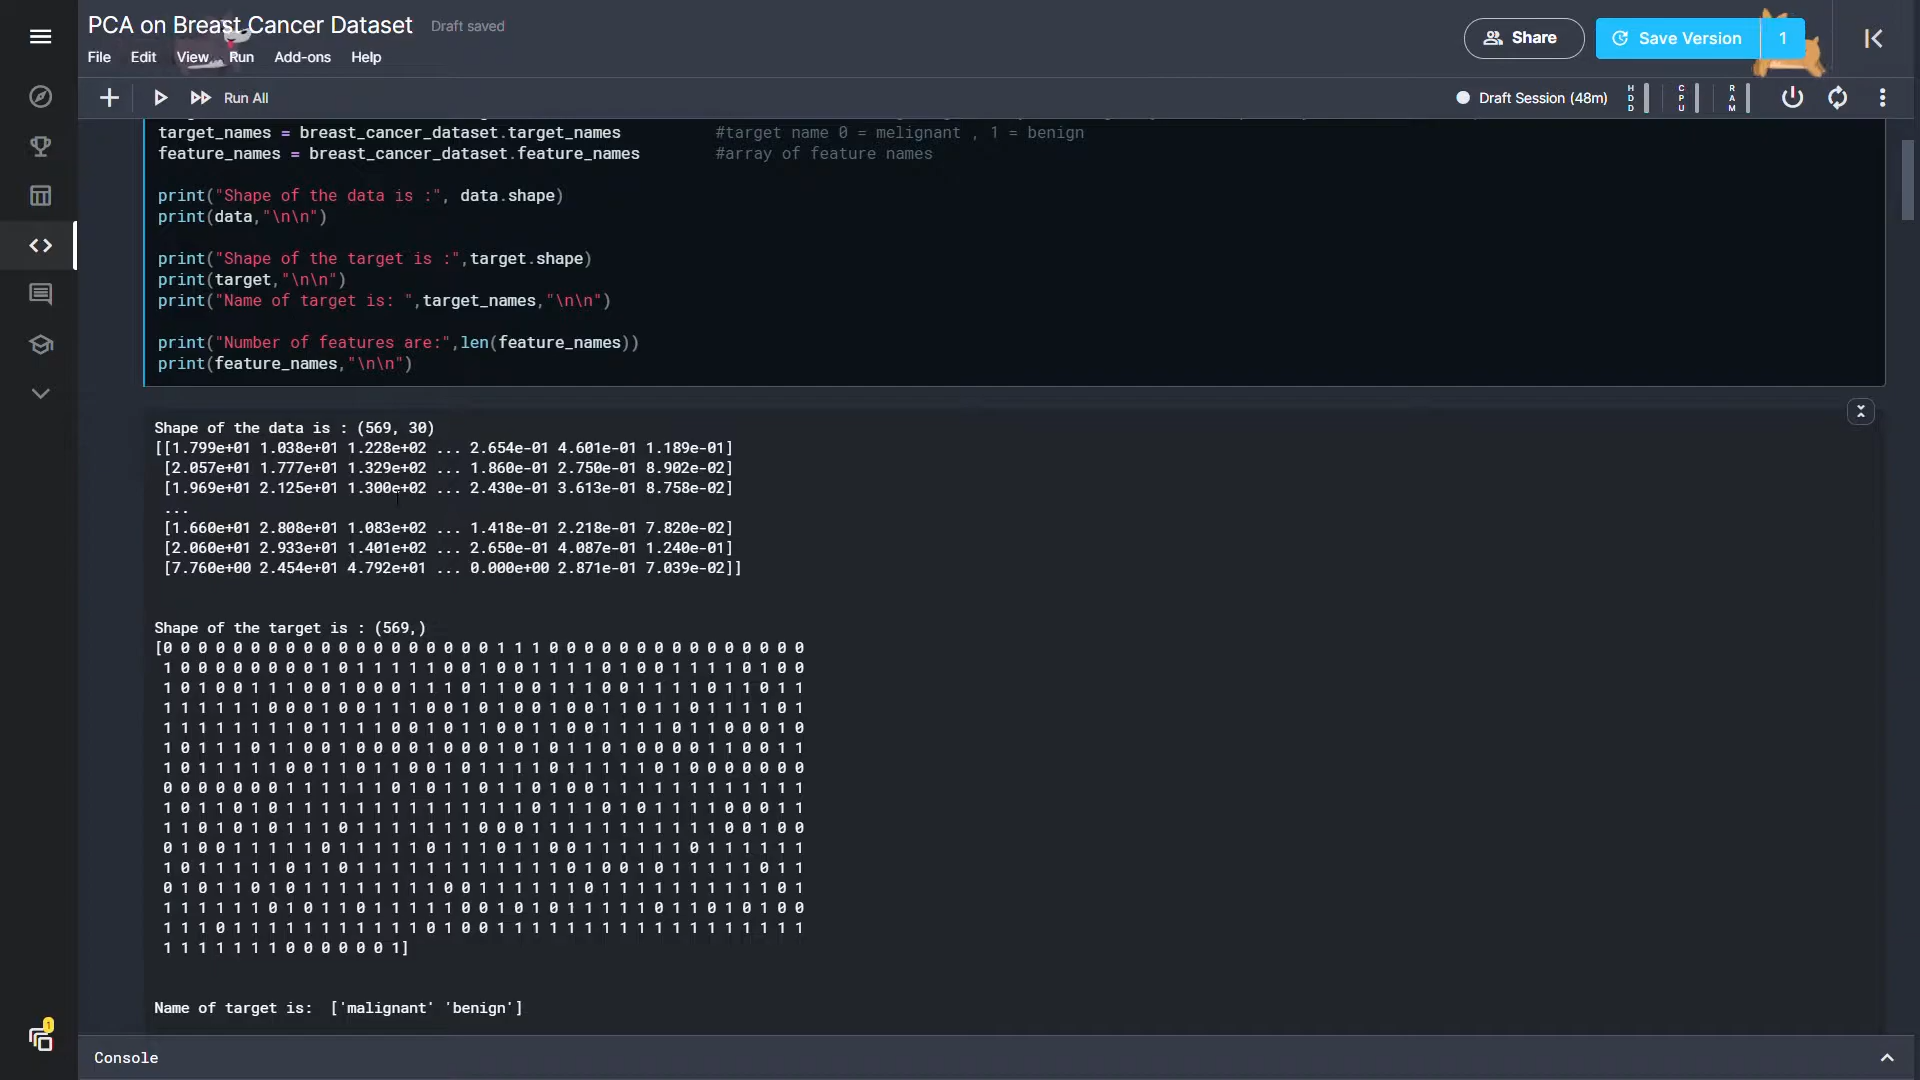 PCA on Breast Cancer Dataset Draft saved
File Edit View Run Add-ons Help
Share
Save Version 1
Run All
Draft Session (48m) HDD CPU RAM
target_names = breast_cancer_dataset.target_names #target name 0 = melignant , 1 = benign
feature_names = breast_cancer_dataset.feature_names #array of feature names
print("Shape of the data is :", data.shape)
print(data,"\n\n")
print("Shape of the target is :",target.shape)
print(target,"\n\n")
print("Name of target is: ",target_names,"\n\n")
print("Number of features are:",len(feature_names))
print(feature_names,"\n\n")
Shape of the data is : (569, 30)
[[1.799e+01 1.038e+01 1.228e+02 ... 2.654e-01 4.601e-01 1.189e-01]
[2.057e+01 1.777e+01 1.329e+02 ... 1.860e-01 2.750e-01 8.902e-02]
[1.969e+01 2.125e+01 1.300e+02 ... 2.430e-01 3.613e-01 8.758e-02]
...
[1.660e+01 2.808e+01 1.083e+02 ... 1.418e-01 2.218e-01 7.820e-02]
[2.060e+01 2.933e+01 1.401e+02 ... 2.650e-01 4.087e-01 1.240e-01]
[7.760e+00 2.454e+01 4.792e+01 ... 0.000e+00 2.871e-01 7.039e-02]]
Shape of the target is : (569,)
[0 0 0 0 0 0 0 0 0 0 0 0 0 0 0 0 0 0 0 1 1 1 0 0 0 0 0 0 0 0 0 0 0 0 0 0 0
1 0 0 0 0 0 0 0 0 1 0 1 1 1 1 1 0 0 1 0 0 1 1 1 1 0 1 0 0 1 1 1 1 0 1 0 0
1 0 1 0 0 1 1 1 0 0 1 0 0 0 1 1 1 0 1 1 0 0 1 1 1 0 0 1 1 1 1 0 1 1 0 1 1
1 1 1 1 1 1 0 0 0 1 0 0 1 1 1 0 0 1 0 1 0 0 1 0 0 1 1 0 1 1 0 1 1 1 1 0 1
1 1 1 1 1 1 1 1 0 1 1 1 1 0 0 1 0 1 1 0 0 1 1 0 0 1 1 1 1 0 1 1 0 0 0 1 0
1 0 1 1 1 0 1 1 0 0 1 0 0 0 0 1 0 0 0 1 0 1 0 1 1 0 1 0 0 0 0 1 1 0 0 1 1
1 0 1 1 1 1 1 0 0 1 1 0 1 1 0 0 1 0 1 1 1 1 0 1 1 1 1 1 0 1 0 0 0 0 0 0 0
0 0 0 0 0 0 0 1 1 1 1 1 1 0 1 0 1 1 0 1 1 0 1 0 0 1 1 1 1 1 1 1 1 1 1 1 1
1 0 1 1 0 1 0 1 1 1 1 1 1 1 1 1 1 1 1 1 1 0 1 1 1 0 1 0 1 1 1 1 0 0 0 1 1
1 1 0 1 0 1 0 1 1 1 0 1 1 1 1 1 1 1 0 0 0 1 1 1 1 1 1 1 1 1 1 1 0 0 1 0 0
0 1 0 0 1 1 1 1 1 0 1 1 1 1 1 0 1 1 1 0 1 1 0 0 1 1 1 1 1 1 0 1 1 1 1 1 1
1 0 1 1 1 1 1 0 1 1 0 1 1 1 1 1 1 1 1 1 1 1 1 0 1 0 0 1 0 1 1 1 1 1 0 1 1
0 1 0 1 1 0 1 0 1 1 1 1 1 1 1 1 0 0 1 1 1 1 1 1 0 1 1 1 1 1 1 1 1 1 1 0 1
1 1 1 1 1 1 0 1 0 1 1 0 1 1 1 1 1 0 0 1 0 1 0 1 1 1 1 1 0 1 1 0 1 0 1 0 0
1 1 1 0 1 1 1 1 1 1 1 1 1 1 1 0 1 0 0 1 1 1 1 1 1 1 1 1 1 1 1 1 1 1 1 1 1
1 1 1 1 1 1 1 0 0 0 0 0 0 1]
Name of target is: ['malignant' 'benign']
1
Console